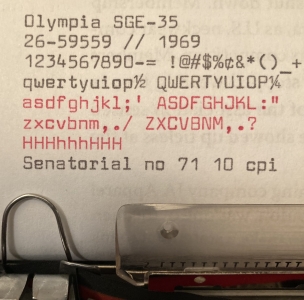 Olympia SGE-35
26-59559 // 1969
1234567890-= !@#$%¢&*()_+
qwertyuiop½ QWERTYUIOP¼
asdfghjkl;' ASDFGHJKL:"
zxcvbnm,./ ZXCVBNM,.?
HHHhhhHHH
Senatorial no 71 10 cpi